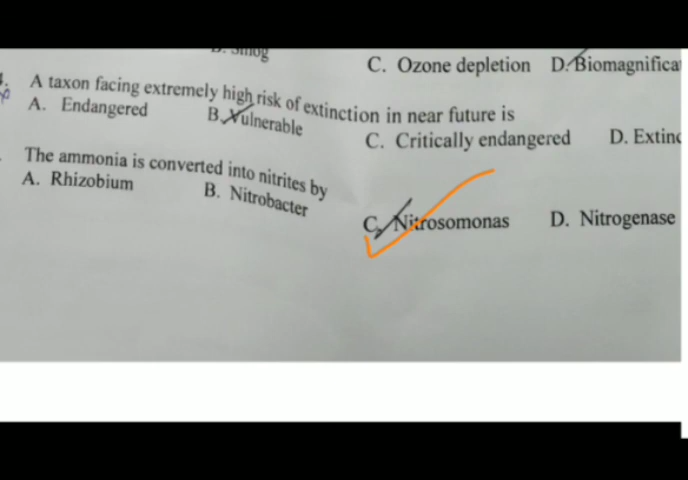 D. Smog C. Ozone depletion D. Biomagnifica
A taxon facing extremely high risk of extinction in near future is
A. Endangered B. Vulnerable C. Critically endangered D. Extinc
The ammonia is converted into nitrites by
A. Rhizobium B. Nitrobacter C. Nitrosomonas D. Nitrogenase